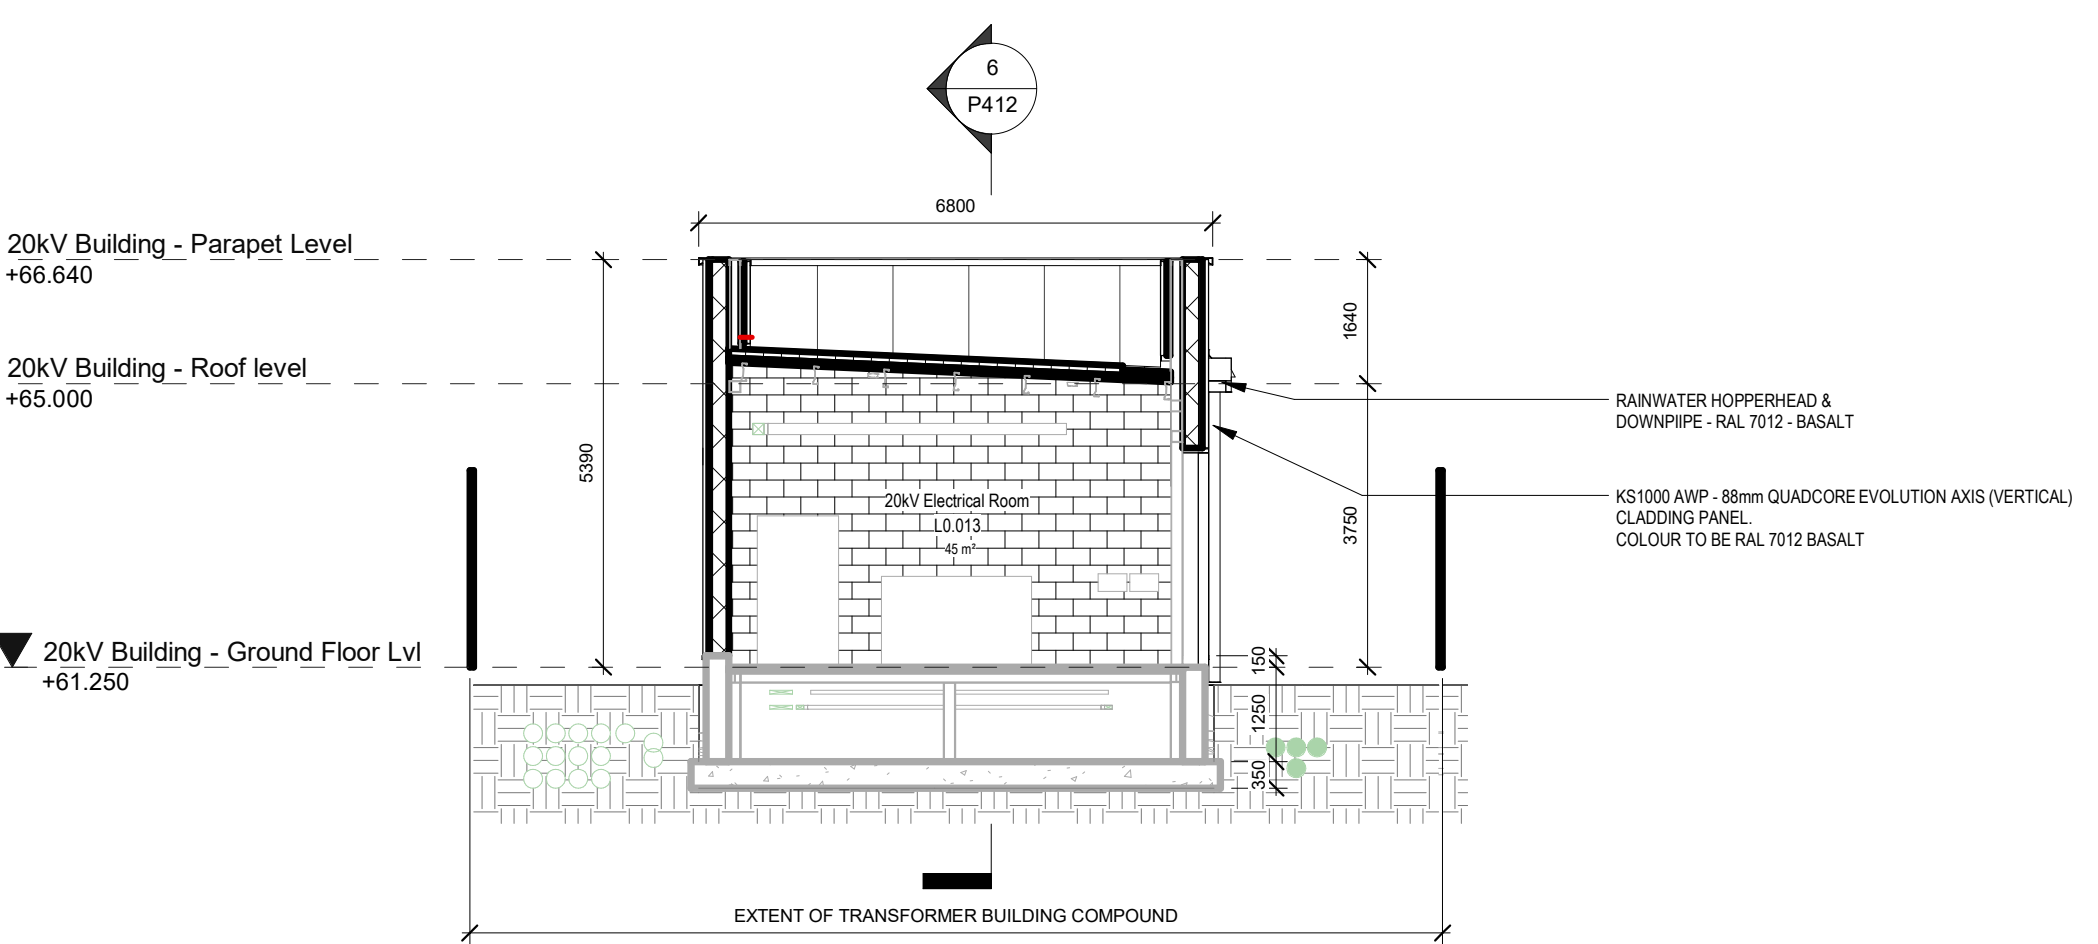 6
P412
6800
20kV Building - Parapet Level
+66.640
1640
20kV Building - Roof level
+65.000
RAINWATER HOPPERHEAD &
DOWNPIIPE - RAL 7012 - BASALT
5390
20kV Electrical Room
L0.013
45 m²
3750
KS1000 AWP - 88mm QUADCORE EVOLUTION AXIS (VERTICAL)
CLADDING PANEL.
COLOUR TO BE RAL 7012 BASALT
20kV Building - Ground Floor Lvl
+61.250
150
1250
350
EXTENT OF TRANSFORMER BUILDING COMPOUND